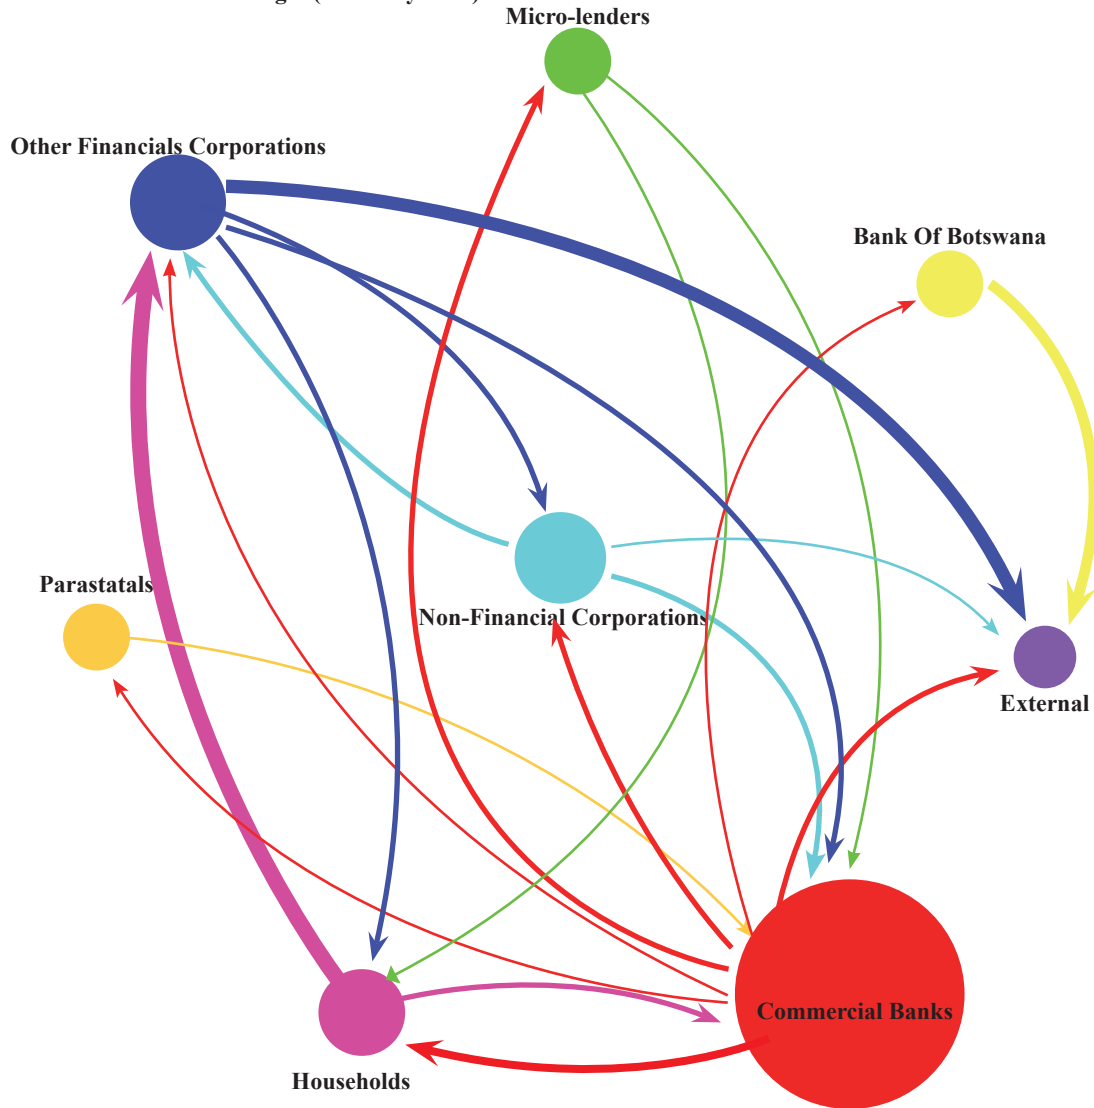 Micro-lenders
Other Financials Corporations
Bank Of Botswana
Parastatals
Non-Financial Corporations
External
Commercial Banks
Households